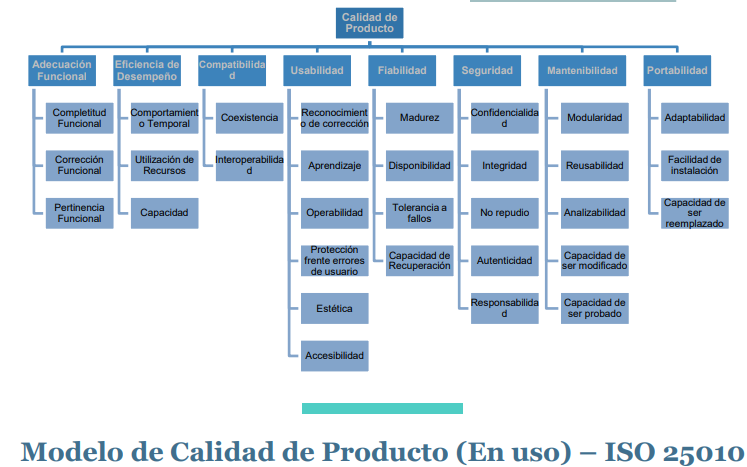 Calidad de
Producto
Adecuación
Funcional
Completitud
Funcional
Corrección
Funcional
Pertinencia
Funcional
Eficiencia de
Desempeño
Comportamient
o Temporal
Utilización de
Recursos
Capacidad
Compatibilida
d
Coexistencia
Interoperabilida
d
Usabilidad
Reconocimient
o de corrección
Aprendizaje
Operabilidad
Protección
frente errores
de usuario
Estética
Accesibilidad
Fiabilidad
Madurez
Disponibilidad
Tolerancia a
fallos
Capacidad de
Recuperación
Seguridad
Confidencialida
d
Integridad
No repudio
Autenticidad
Responsabilida
d
Mantenibilidad
Modularidad
Reusabilidad
Analizabilidad
Capacidad de
ser modificado
Capacidad de
ser probado
Portabilidad
Adaptabilidad
Facilidad de
instalación
Capacidad de
ser
reemplazado
Modelo de Calidad de Producto (En uso) – ISO 25010